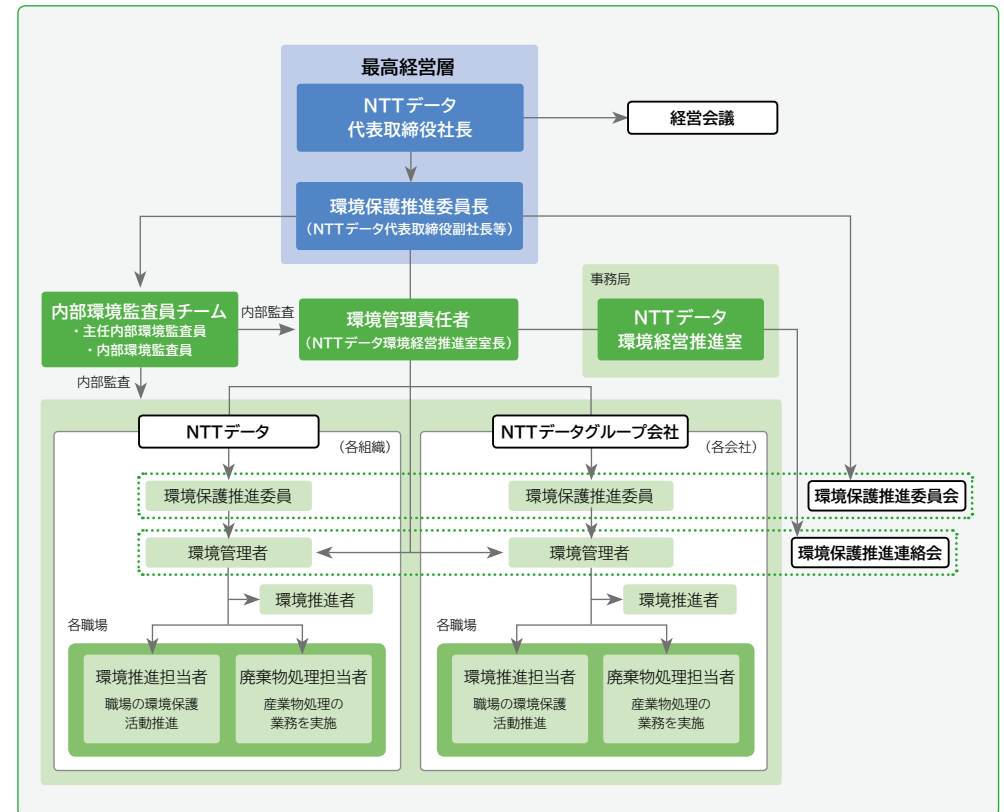 最高経営層
NTTデータ
代表取締役社長
経営会議
環境保護推進委員長
（NTTデータ代表取締役副社長等）
事務局
内部環境監査員チーム
・主任内部環境監査員
・内部環境監査員
内部監査
環境管理責任者
（NTTデータ環境経営推進室室長）
NTTデータ
環境経営推進室
内部監査
NTTデータ
（各組織）
NTTデータグループ会社
（各会社）
環境保護推進委員
環境保護推進委員
環境保護推進委員会
環境管理者
環境管理者
環境保護推進連絡会
環境推進者
環境推進者
各職場
各職場
環境推進担当者
職場の環境保護
活動推進
廃棄物処理担当者
産業物処理の
業務を実施
環境推進担当者
職場の環境保護
活動推進
廃棄物処理担当者
産業物処理の
業務を実施